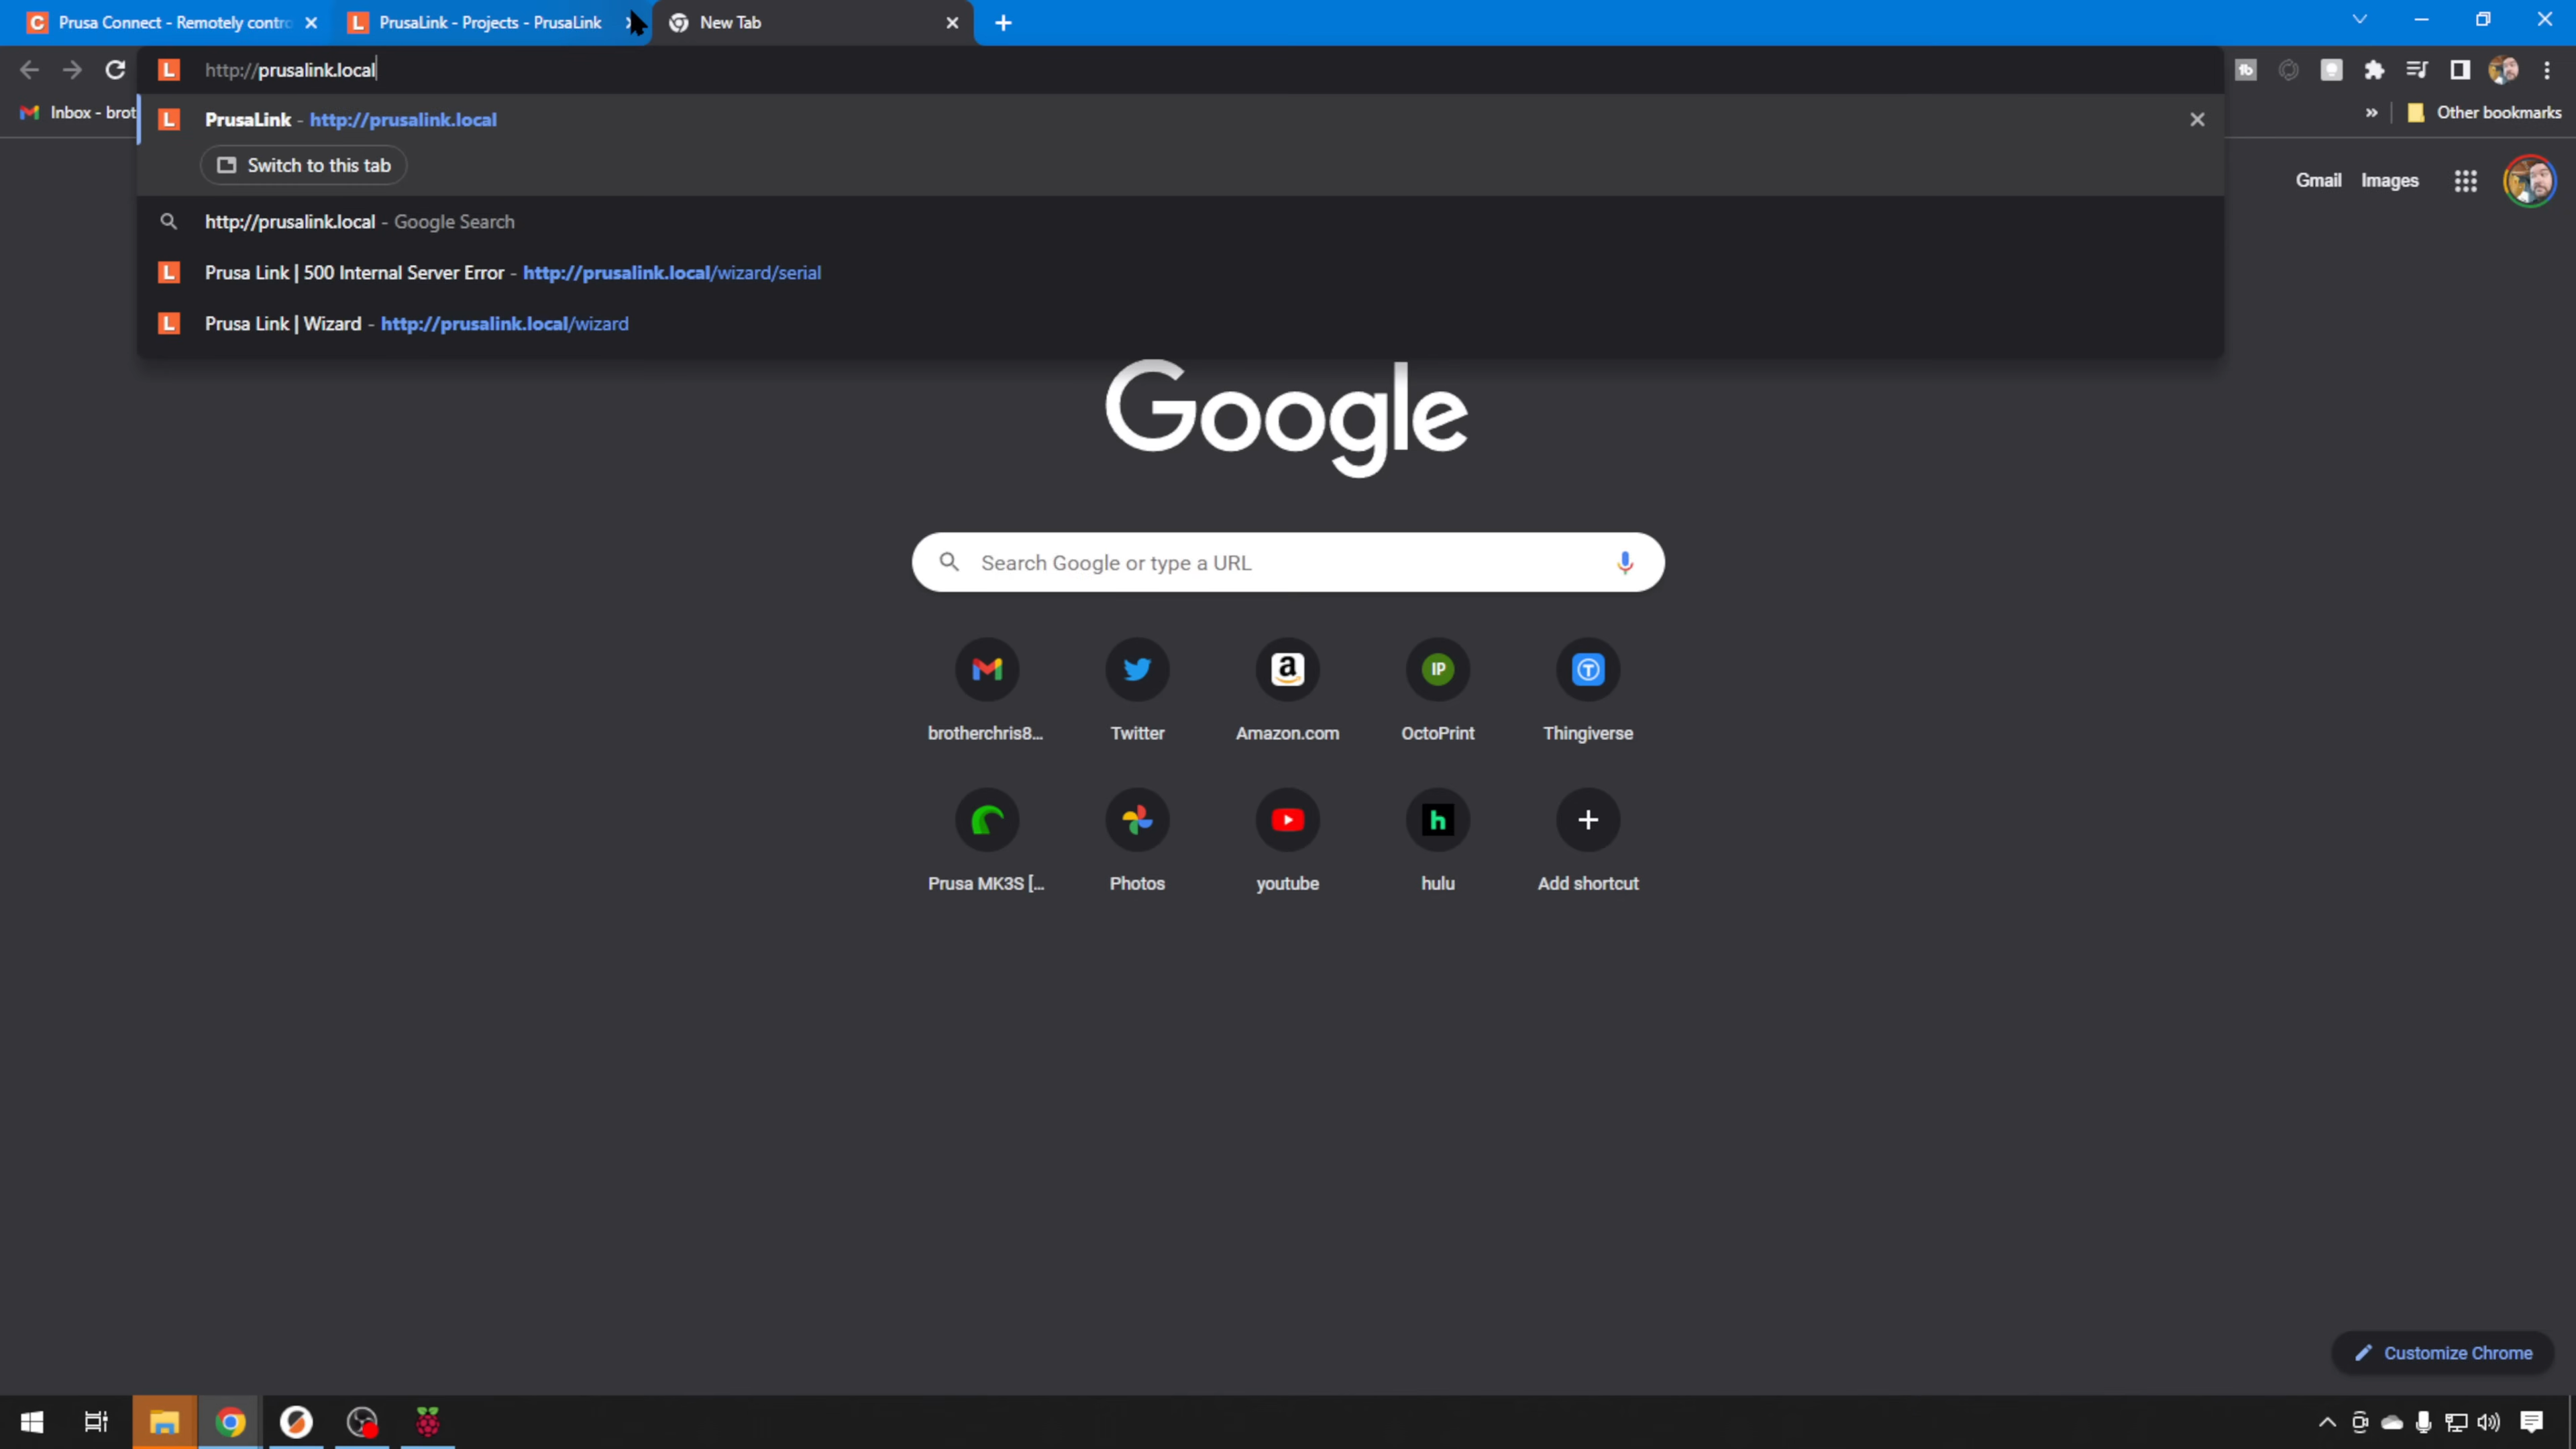 C Prusa Connect - Remotely contro
L PrusaLink - Projects - PrusaLink
New Tab
L http://prusalink.local
Inbox - brot
L PrusaLink - http://prusalink.local
Switch to this tab
http://prusalink.local - Google Search
L Prusa Link | 500 Internal Server Error - http://prusalink.local/wizard/serial
L Prusa Link | Wizard - http://prusalink.local/wizard
tb
» Other bookmarks
Gmail Images
Google
Search Google or type a URL
a IP T
brotherchris8...
Twitter
Amazon.com
OctoPrint
Thingiverse
h
Prusa MK3S [...
Photos
youtube
hulu
Add shortcut
Customize Chrome